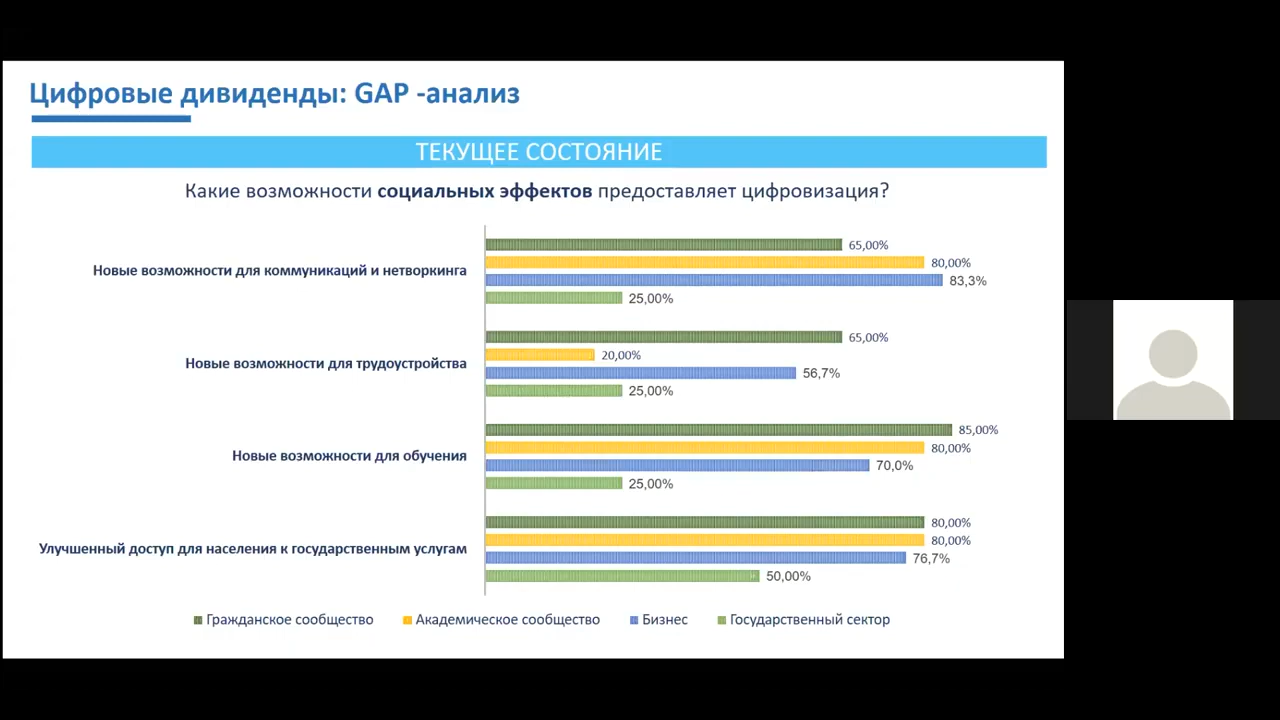 Цифровые дивиденды: GAP -анализ
ТЕКУЩЕЕ СОСТОЯНИЕ
Какие возможности социальных эффектов предоставляет цифровизация?
65,00%
80,00%
Новые возможности для коммуникаций и нетворкинга
83,3%
25,00%
65,00%
20,00%
Новые возможности для трудоустройства
56,7%
25,00%
85,00%
80,00%
Новые возможности для обучения
70,0%
25,00%
80,00%
80,00%
Улучшенный доступ для населения к государственным услугам
76,7%
50,00%
Гражданское сообщество Академическое сообщество Бизнес Государственный сектор